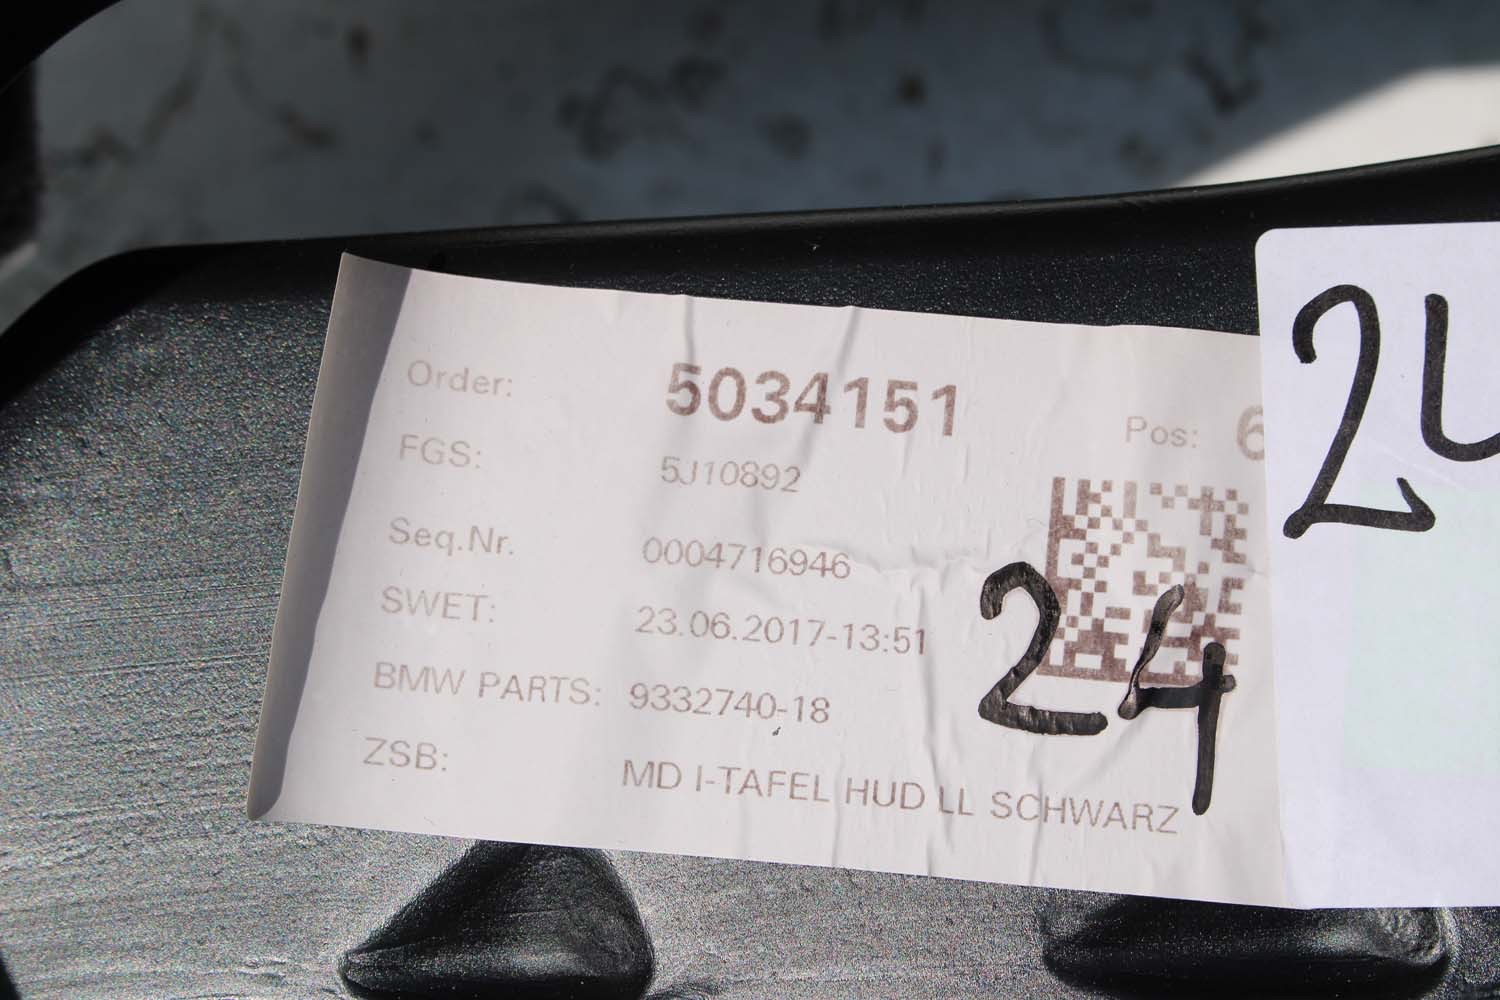 Order: 5034151 Pos: 6
FGS: 5J10892
Seq.Nr. 0004716946
SWET: 23.06.2017-13:51
BMW PARTS: 9332740-18
ZSB: MD I-TAFEL HUD LL SCHWARZ
24
2